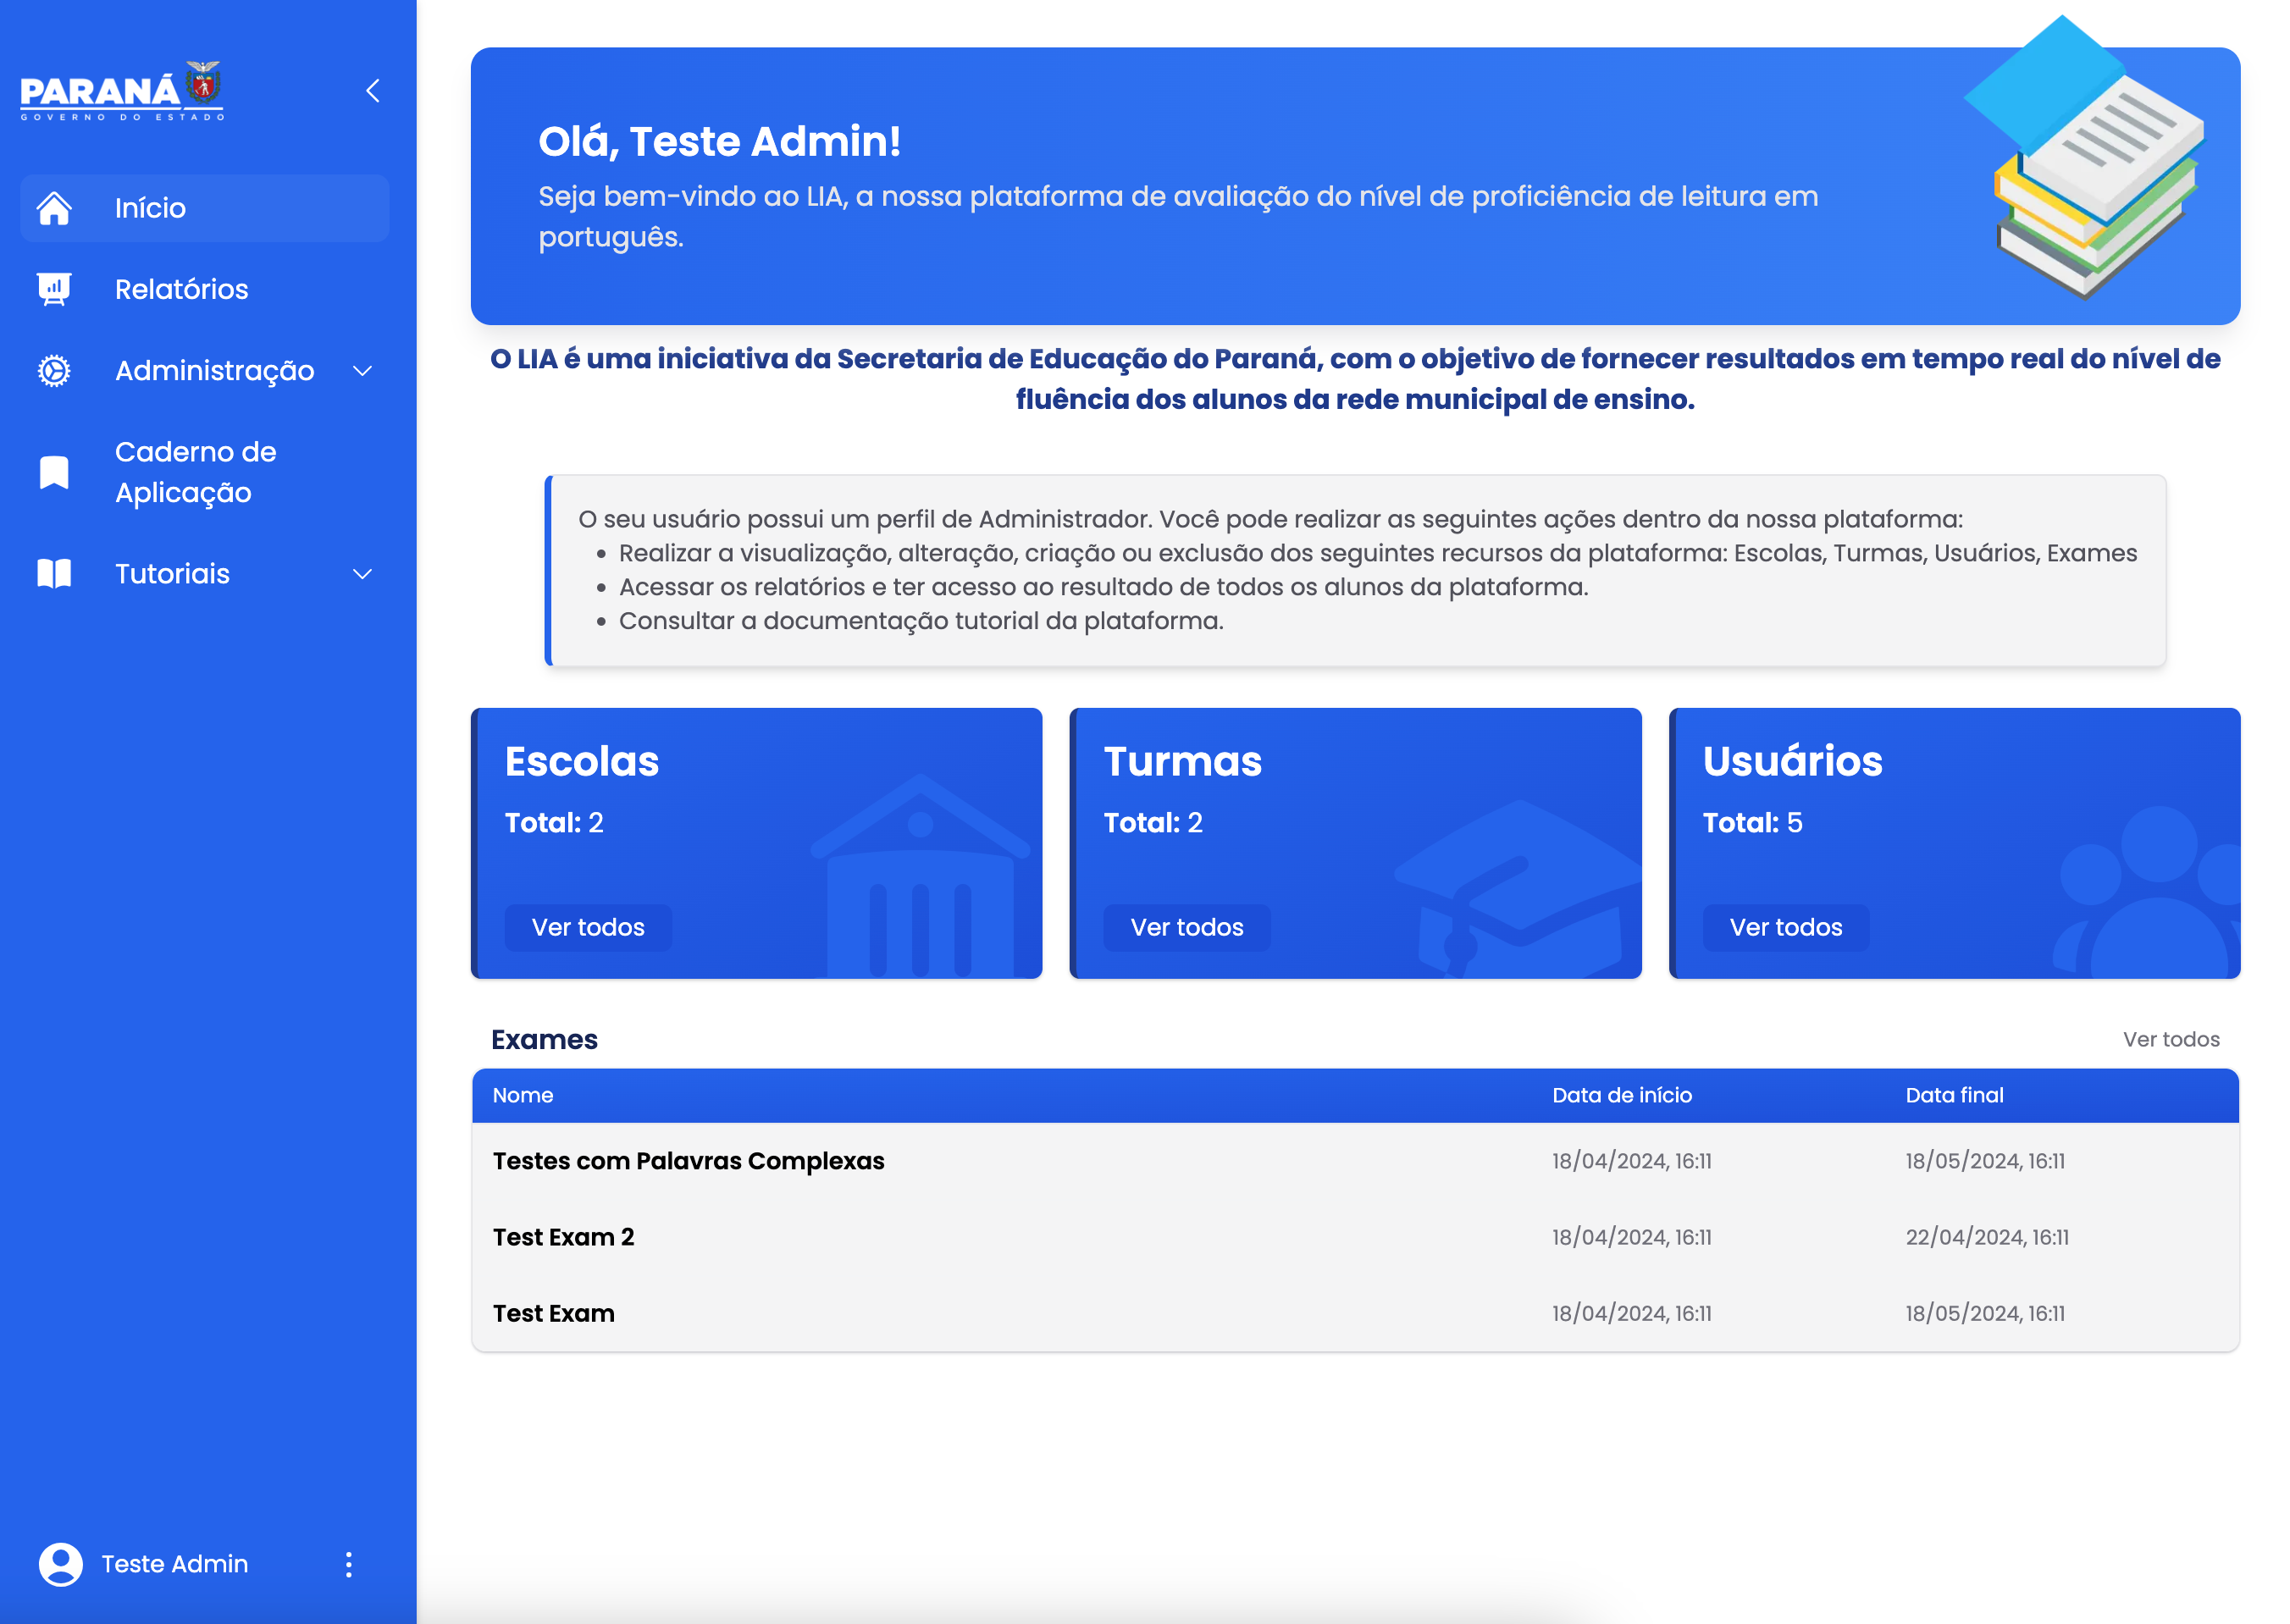 PARANÁ
GOVERNO DO ESTADO
Início
Relatórios
Administração
Caderno de
Aplicação
Tutoriais
Teste Admin
Olá, Teste Admin!
Seja bem-vindo ao LIA, a nossa plataforma de avaliação do nível de proficiência de leitura em
português.
O LIA é uma iniciativa da Secretaria de Educação do Paraná, com o objetivo de fornecer resultados em tempo real do nível de
fluência dos alunos da rede municipal de ensino.
O seu usuário possui um perfil de Administrador. Você pode realizar as seguintes ações dentro da nossa plataforma:
• Realizar a visualização, alteração, criação ou exclusão dos seguintes recursos da plataforma: Escolas, Turmas, Usuários, Exames
• Acessar os relatórios e ter acesso ao resultado de todos os alunos da plataforma.
• Consultar a documentação tutorial da plataforma.
Escolas
Total: 2
Ver todos
Turmas
Total: 2
Ver todos
Usuários
Total: 5
Ver todos
Exames
Ver todos
Nome Data de início Data final
Testes com Palavras Complexas 18/04/2024, 16:11 18/05/2024, 16:11
Test Exam 2 18/04/2024, 16:11 22/04/2024, 16:11
Test Exam 18/04/2024, 16:11 18/05/2024, 16:11